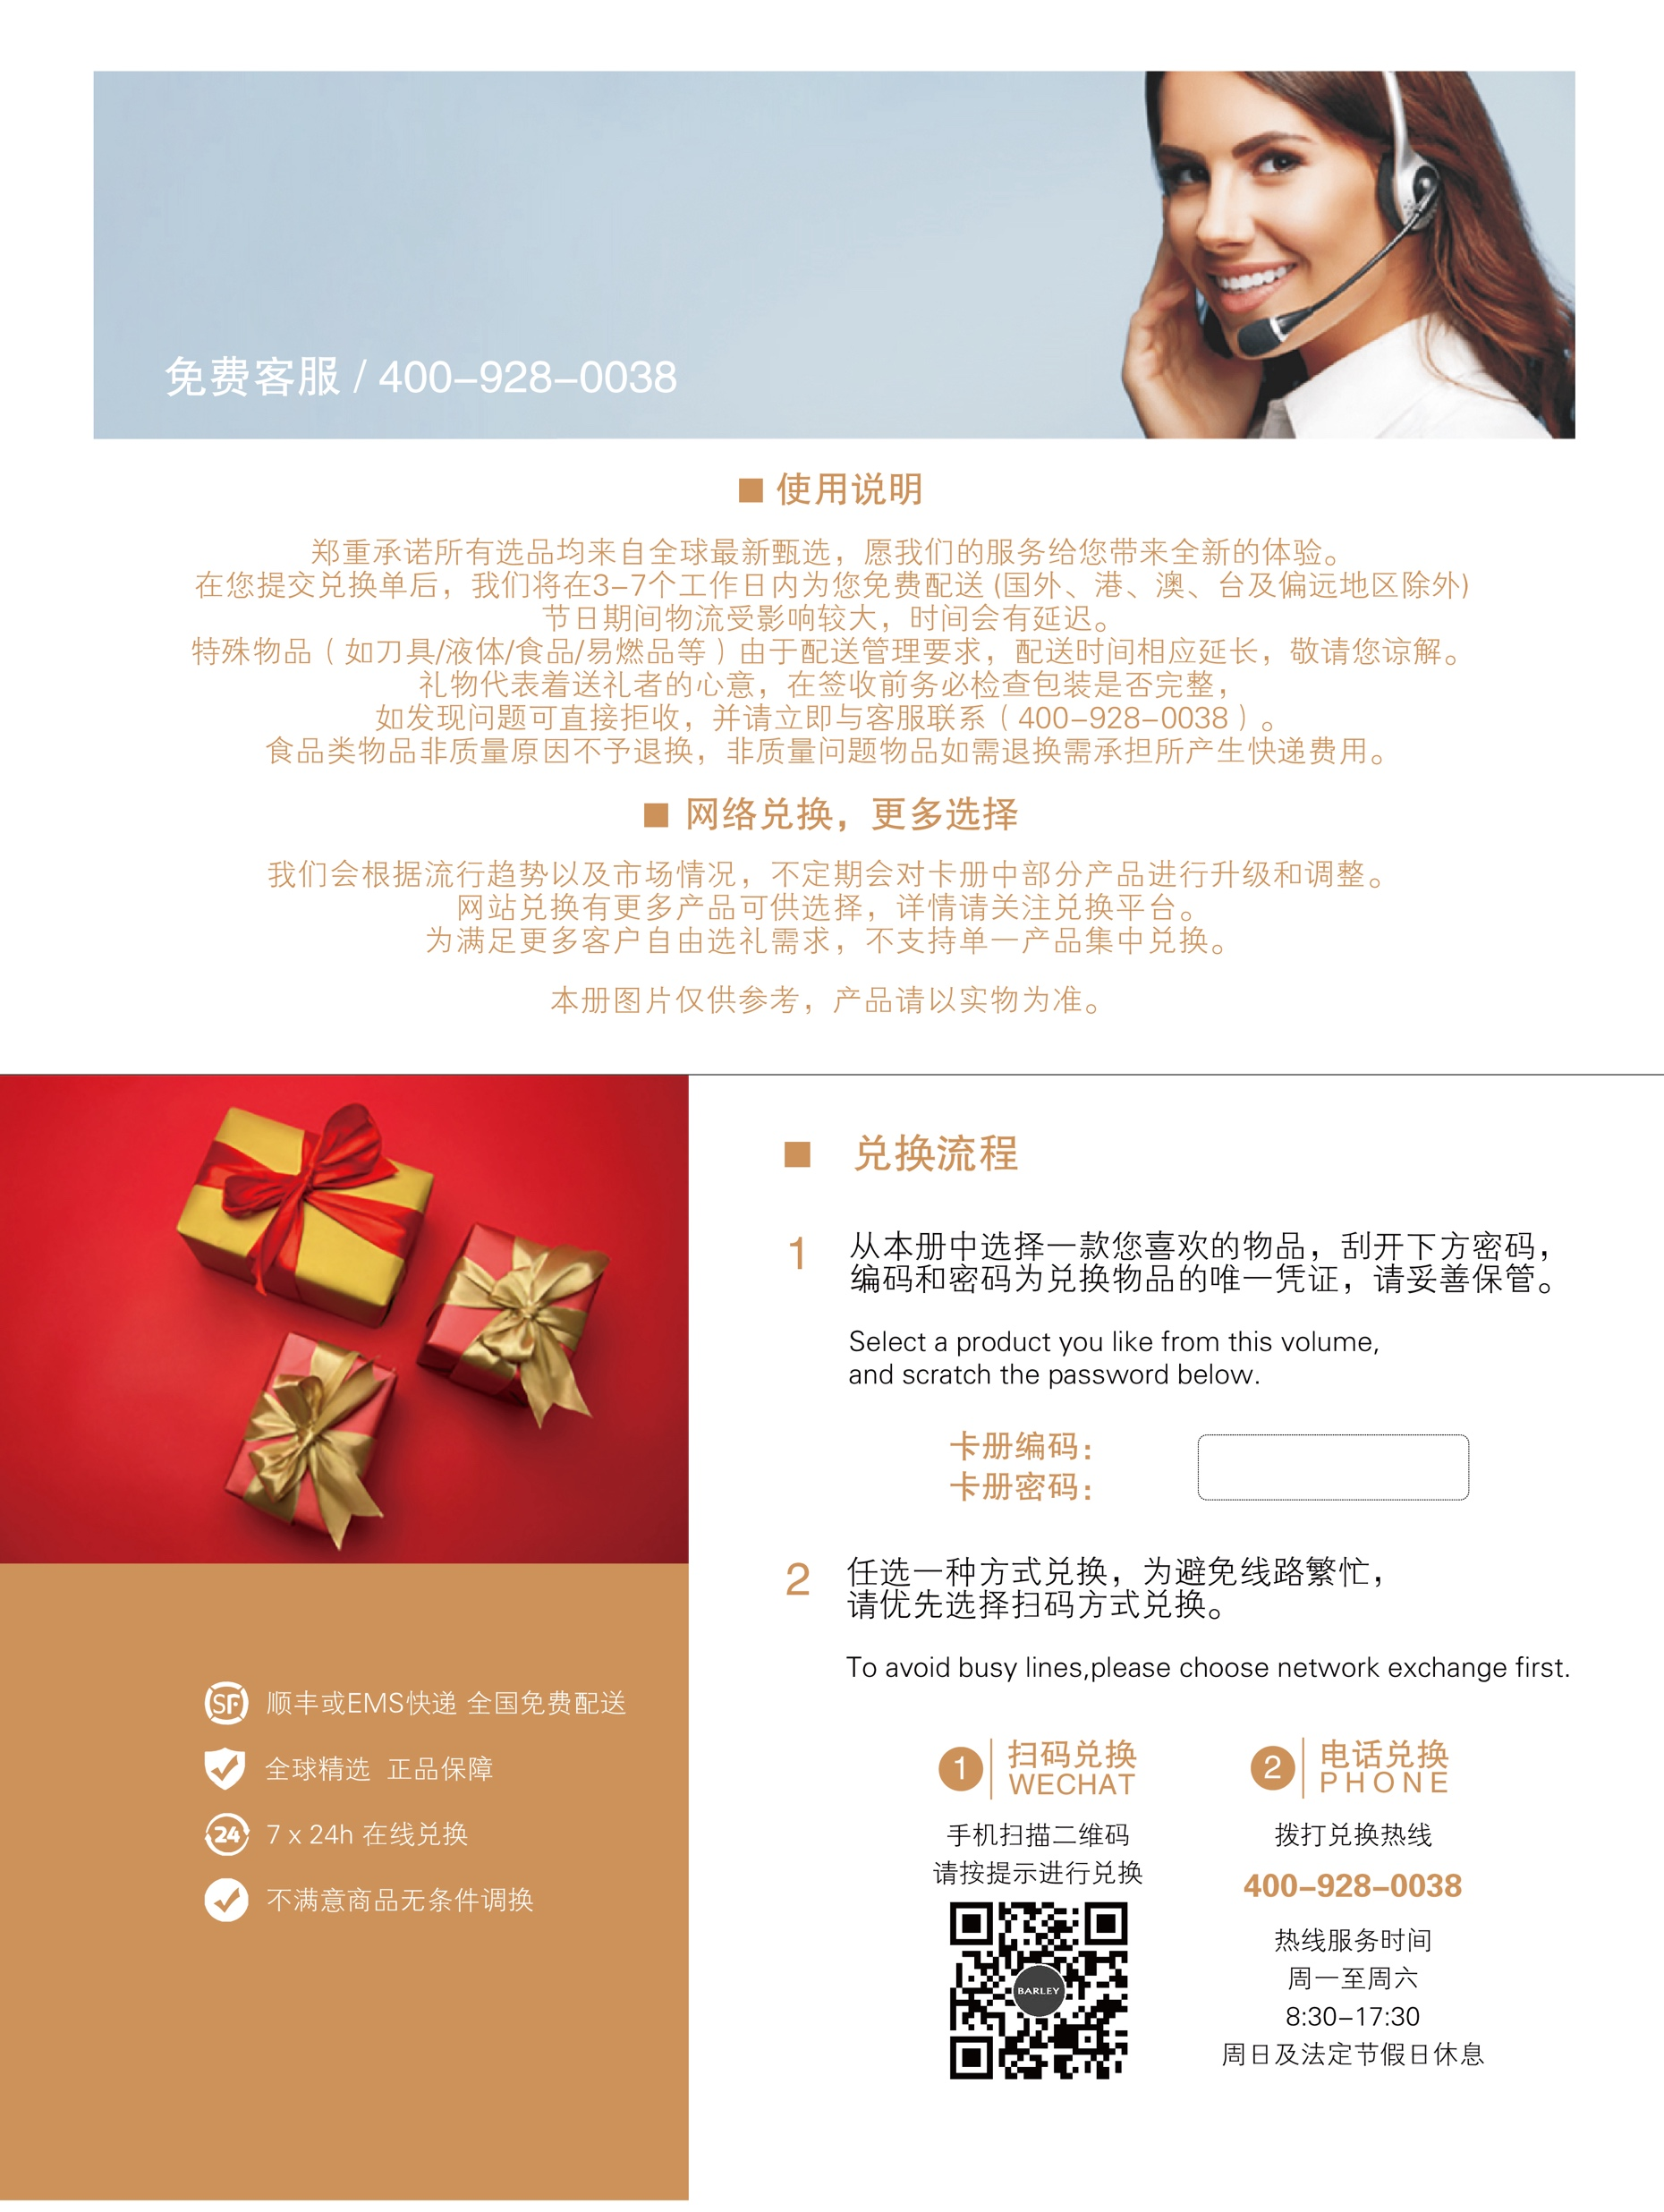 免费客服 / 400-928-0038
■ 使用说明
郑重承诺所有选品均来自全球最新甄选，愿我们的服务给您带来全新的体验。
在您提交兑换单后，我们将在3-7个工作日内为您免费配送 (国外、港、澳、台及偏远地区除外)
节日期间物流受影响较大，时间会有延迟。
特殊物品（如刀具/液体/食品/易燃品等）由于配送管理要求，配送时间相应延长，敬请您谅解。
礼物代表着送礼者的心意，在签收前务必检查包装是否完整，
如发现问题可直接拒收，并请立即与客服联系（400-928-0038）。
食品类物品非质量原因不予退换，非质量问题物品如需退换需承担所产生快递费用。
■ 网络兑换，更多选择
我们会根据流行趋势以及市场情况，不定期会对卡册中部分产品进行升级和调整。
网站兑换有更多产品可供选择，详情请关注兑换平台。
为满足更多客户自由选礼需求，不支持单一产品集中兑换。
本册图片仅供参考，产品请以实物为准。
■ 兑换流程
1
从本册中选择一款您喜欢的物品，刮开下方密码，
编码和密码为兑换物品的唯一凭证，请妥善保管。
Select a product you like from this volume,
and scratch the password below.
卡册编码：
卡册密码：
2
任选一种方式兑换，为避免线路繁忙，
请优先选择扫码方式兑换。
To avoid busy lines,please choose network exchange first.
1 扫码兑换
WECHAT
手机扫描二维码
请按提示进行兑换
BARLEY
2 电话兑换
PHONE
拨打兑换热线
400-928-0038
热线服务时间
周一至周六
8:30-17:30
周日及法定节假日休息
SF 顺丰或EMS快递 全国免费配送
全球精选 正品保障
24 7 x 24h 在线兑换
不满意商品无条件调换